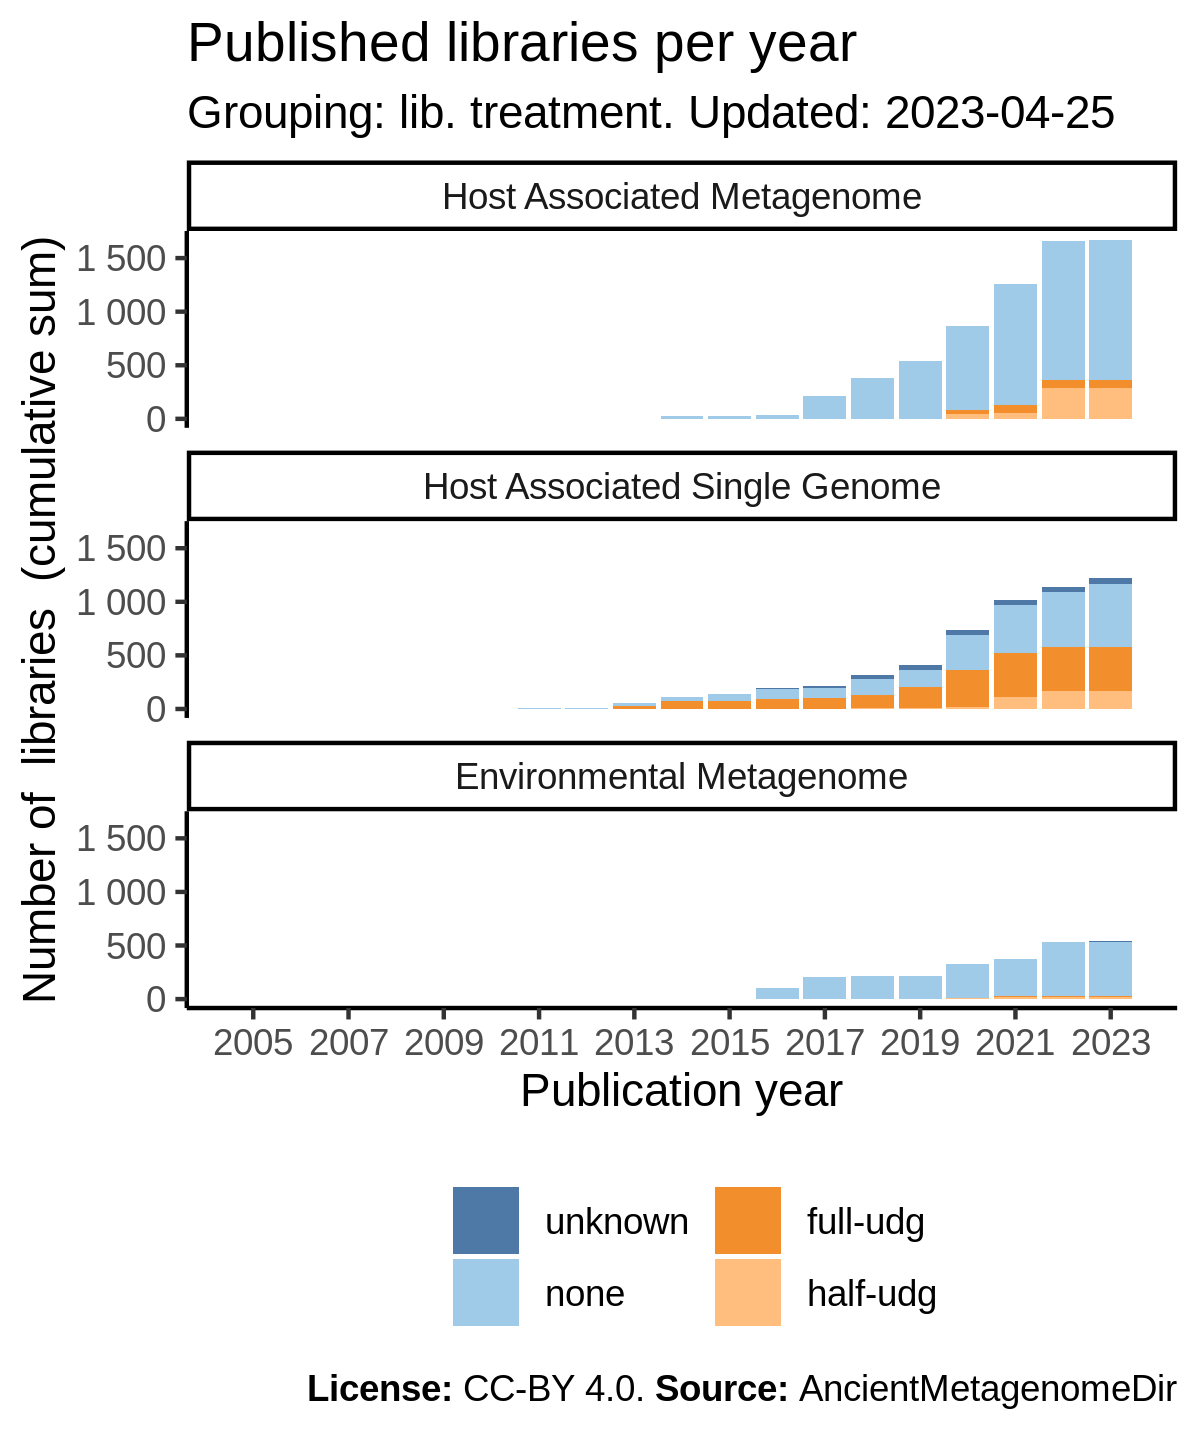 Published libraries per year
Grouping: lib. treatment. Updated: 2023-04-25
Number of libraries (cumulative sum)
Host Associated Metagenome
1 500
1 000
500
0
Host Associated Single Genome
1 500
1 000
500
0
Environmental Metagenome
1 500
1 000
500
0
2005 2007 2009 2011 2013 2015 2017 2019 2021 2023
Publication year
unknown full-udg
none half-udg
License: CC-BY 4.0. Source: AncientMetagenomeDir